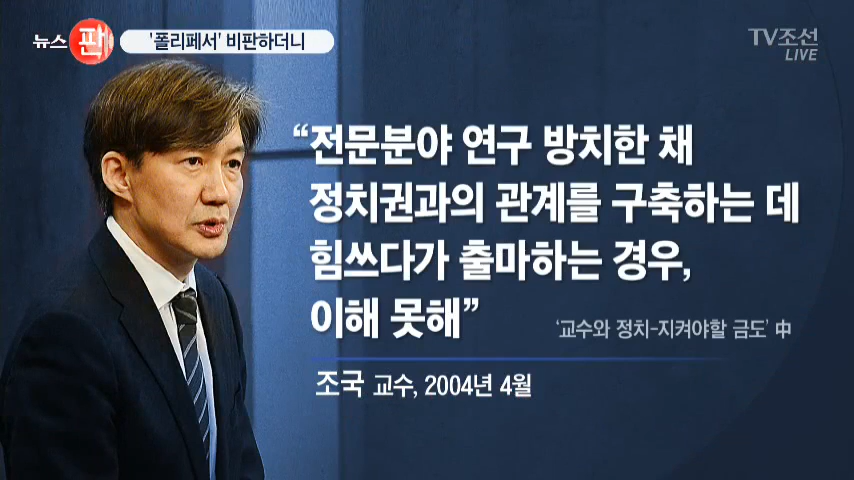 뉴스 판
'폴리페서' 비판하더니
TV조선
LIVE
“전문분야 연구 방치한 채
정치권과의 관계를 구축하는 데
힘쓰다가 출마하는 경우,
이해 못해”
‘교수와 정치-지켜야할 금도’ 中
조국 교수, 2004년 4월